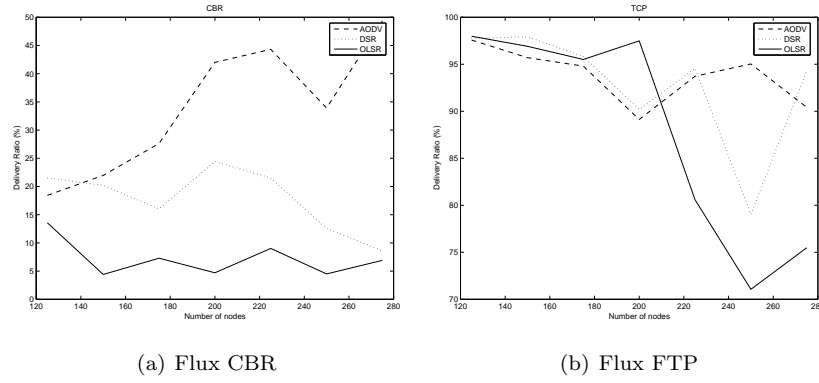 CBR
50
45
40
35
30
25
20
15
10
5
0
Delivery Ratio (%)
120 140 160 180 200 220 240 260 280
Number of nodes
AODV
DSR
OLSR
(a) Flux CBR
TCP
100
95
90
85
80
75
70
Delivery Ratio (%)
120 140 160 180 200 220 240 260 280
Number of nodes
AODV
DSR
OLSR
(b) Flux FTP